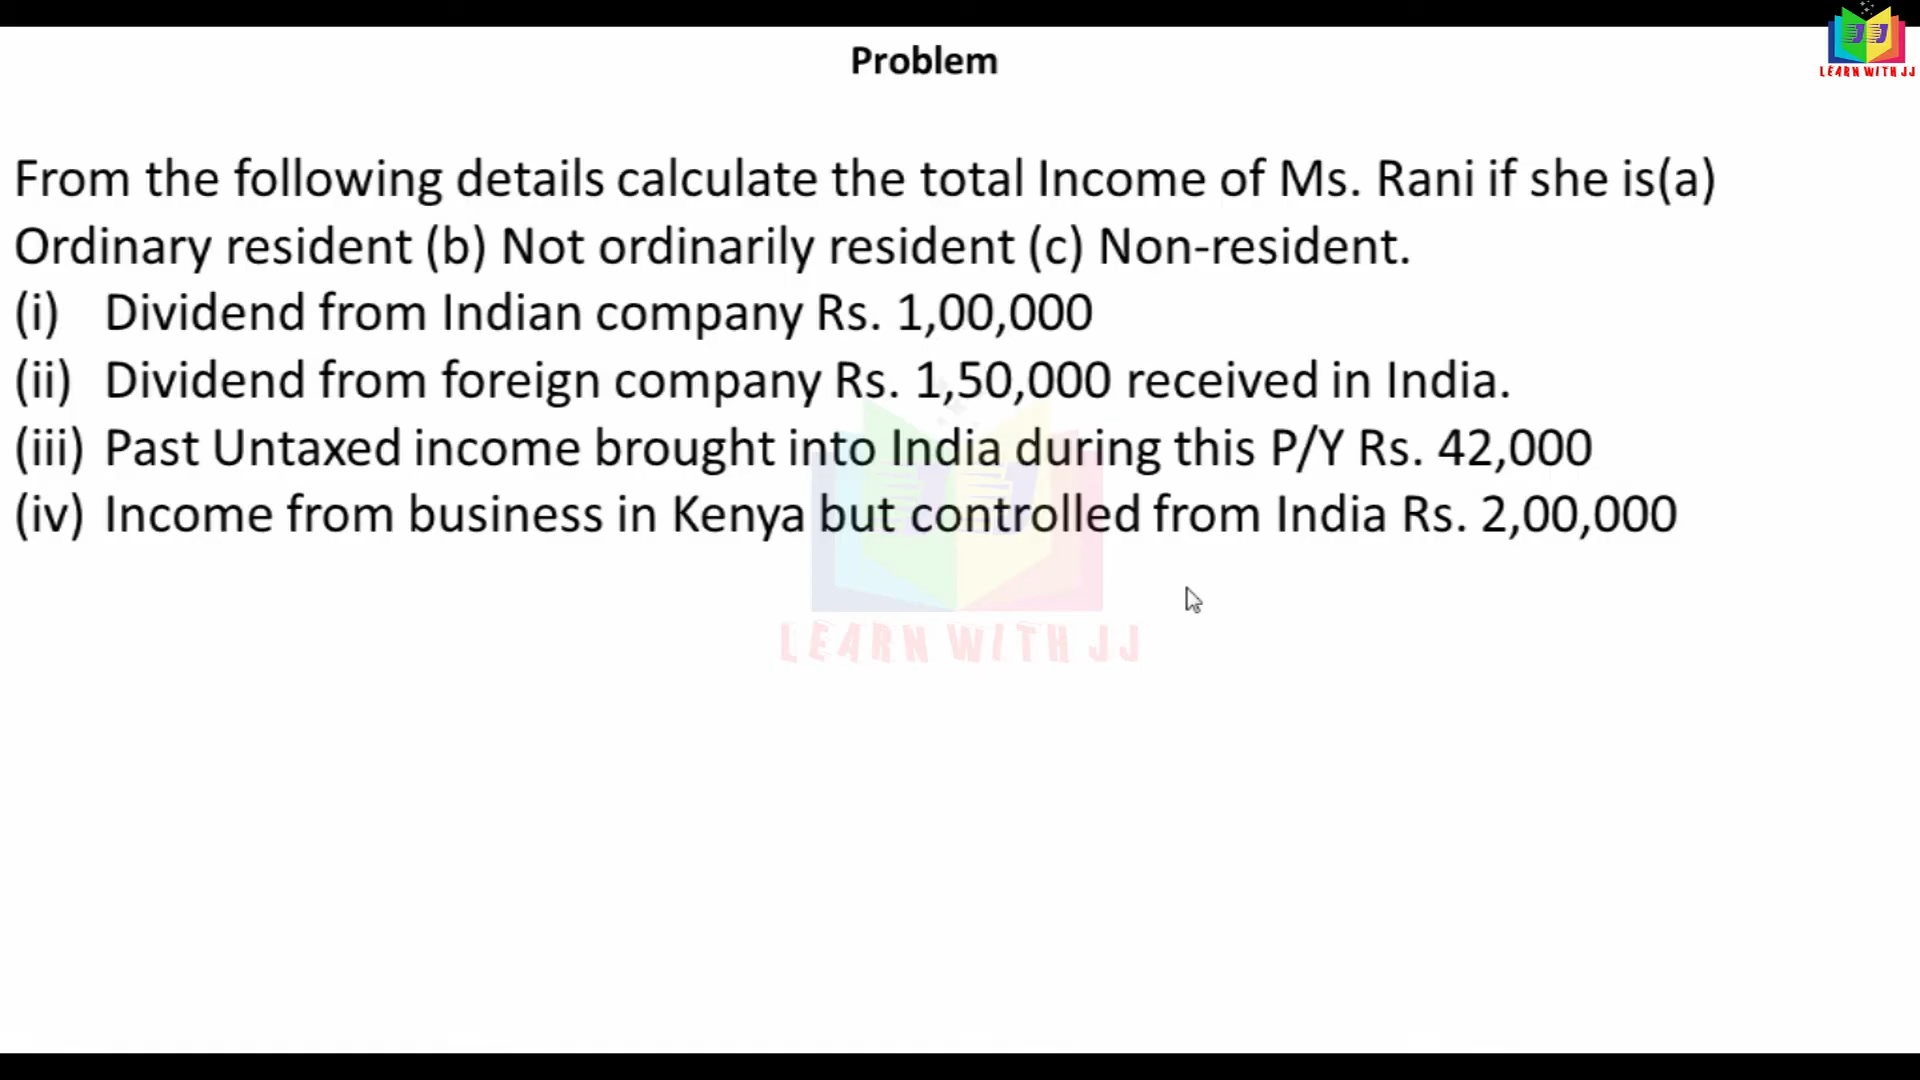 LEARN WITH JJ
Problem
From the following details calculate the total Income of Ms. Rani if she is(a)
Ordinary resident (b) Not ordinarily resident (c) Non-resident.
(i) Dividend from Indian company Rs. 1,00,000
(ii) Dividend from foreign company Rs. 1,50,000 received in India.
(iii) Past Untaxed income brought into India during this P/Y Rs. 42,000
(iv) Income from business in Kenya but controlled from India Rs. 2,00,000
LEARN WITH JJ